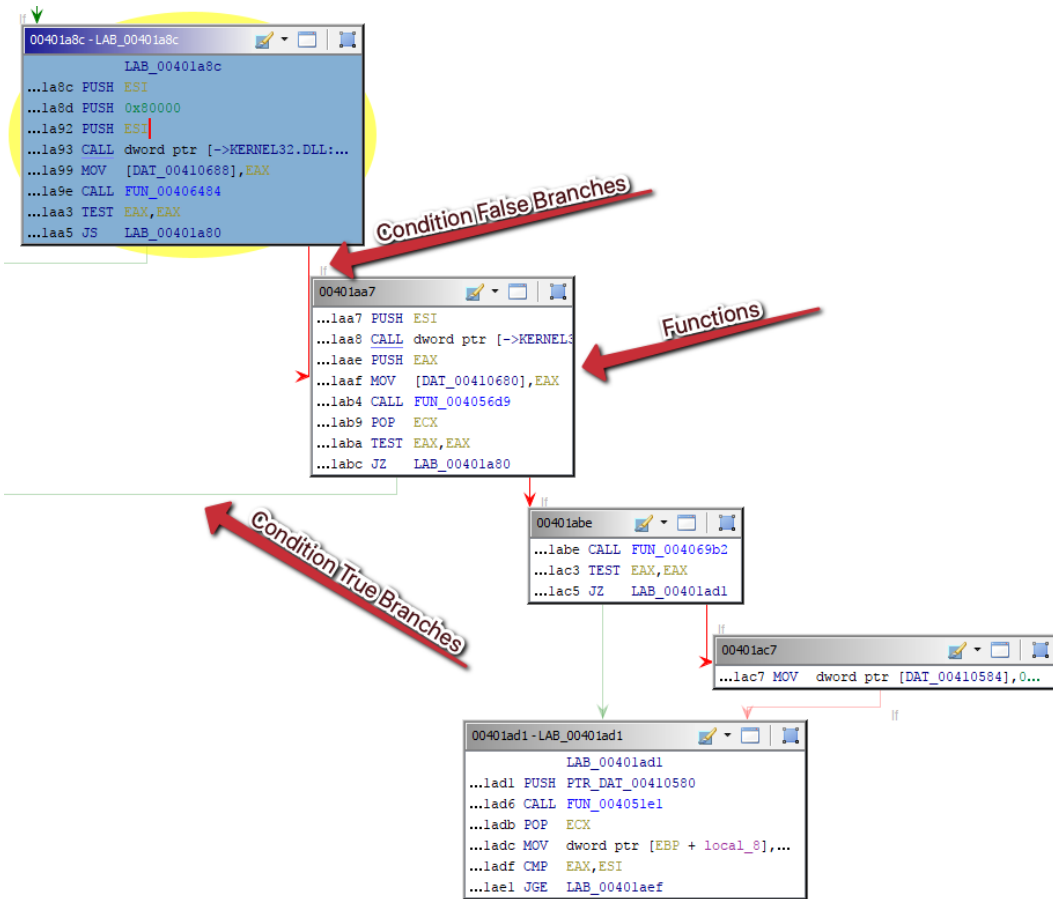 If
00401a8c - LAB_00401a8c
LAB_00401a8c
...1a8c PUSH ESI
...1a8d PUSH 0x80000
...1a92 PUSH ESI
...1a93 CALL dword ptr [->KERNEL32.DLL:...
...1a99 MOV [DAT_00410688],EAX
...1a9e CALL FUN_00406484
...1aa3 TEST EAX,EAX
...1aa5 JS LAB_00401a80
Condition False Branches
If
00401aa7
...1aa7 PUSH ESI
...1aa8 CALL dword ptr [->KERNEL3
...1aae PUSH EAX
...1aaf MOV [DAT_00410680],EAX
...1ab4 CALL FUN_004056d9
...1ab9 POP ECX
...1aba TEST EAX,EAX
...1abc JZ LAB_00401a80
Functions
Condition True Branches
If
00401abe
...1abe CALL FUN_004069b2
...1ac3 TEST EAX,EAX
...1ac5 JZ LAB_00401ad1
If
00401ac7
...1ac7 MOV dword ptr [DAT_00410584],0...
If
00401ad1 - LAB_00401ad1
LAB_00401ad1
...1ad1 PUSH PTR_DAT_00410580
...1ad6 CALL FUN_004051e1
...1adb POP ECX
...1adc MOV dword ptr [EBP + local_8],...
...1adf CMP EAX,ESI
...1ae1 JGE LAB_00401aef